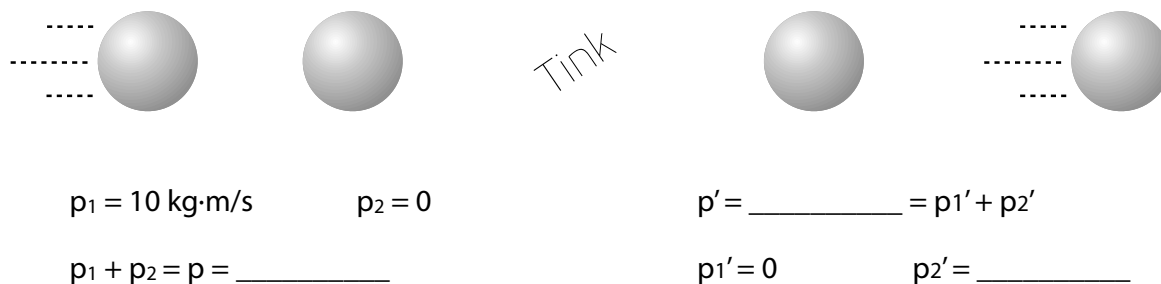 Tink
p₁ = 10 kg·m/s p₂ = 0
p₁ + p₂ = p = __________
p′ = __________ = p₁′ + p₂′
p₁′ = 0 p₂′ = __________